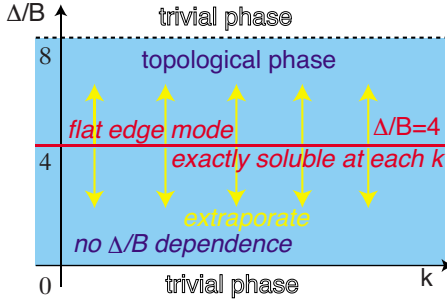 Δ/B
trivial phase
8
topological phase
flat edge mode
Δ/B=4
4
exactly soluble at each k
extraporate
no Δ/B dependence
0
trivial phase
k